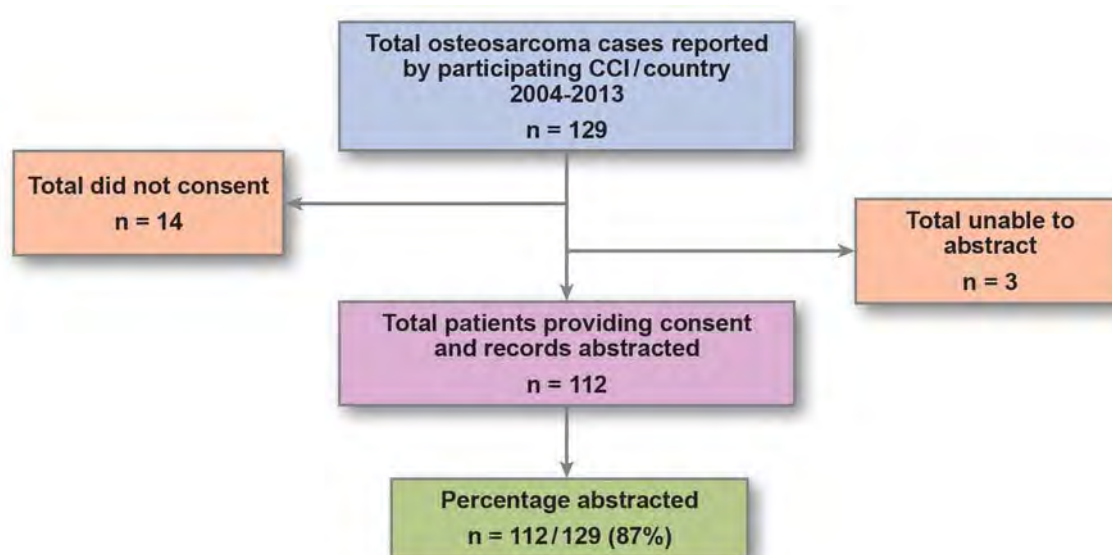 Total osteosarcoma cases reported
by participating CCI/country
2004-2013
n = 129
Total did not consent
n = 14
Total unable to
abstract
n = 3
Total patients providing consent
and records abstracted
n = 112
Percentage abstracted
n = 112/129 (87%)